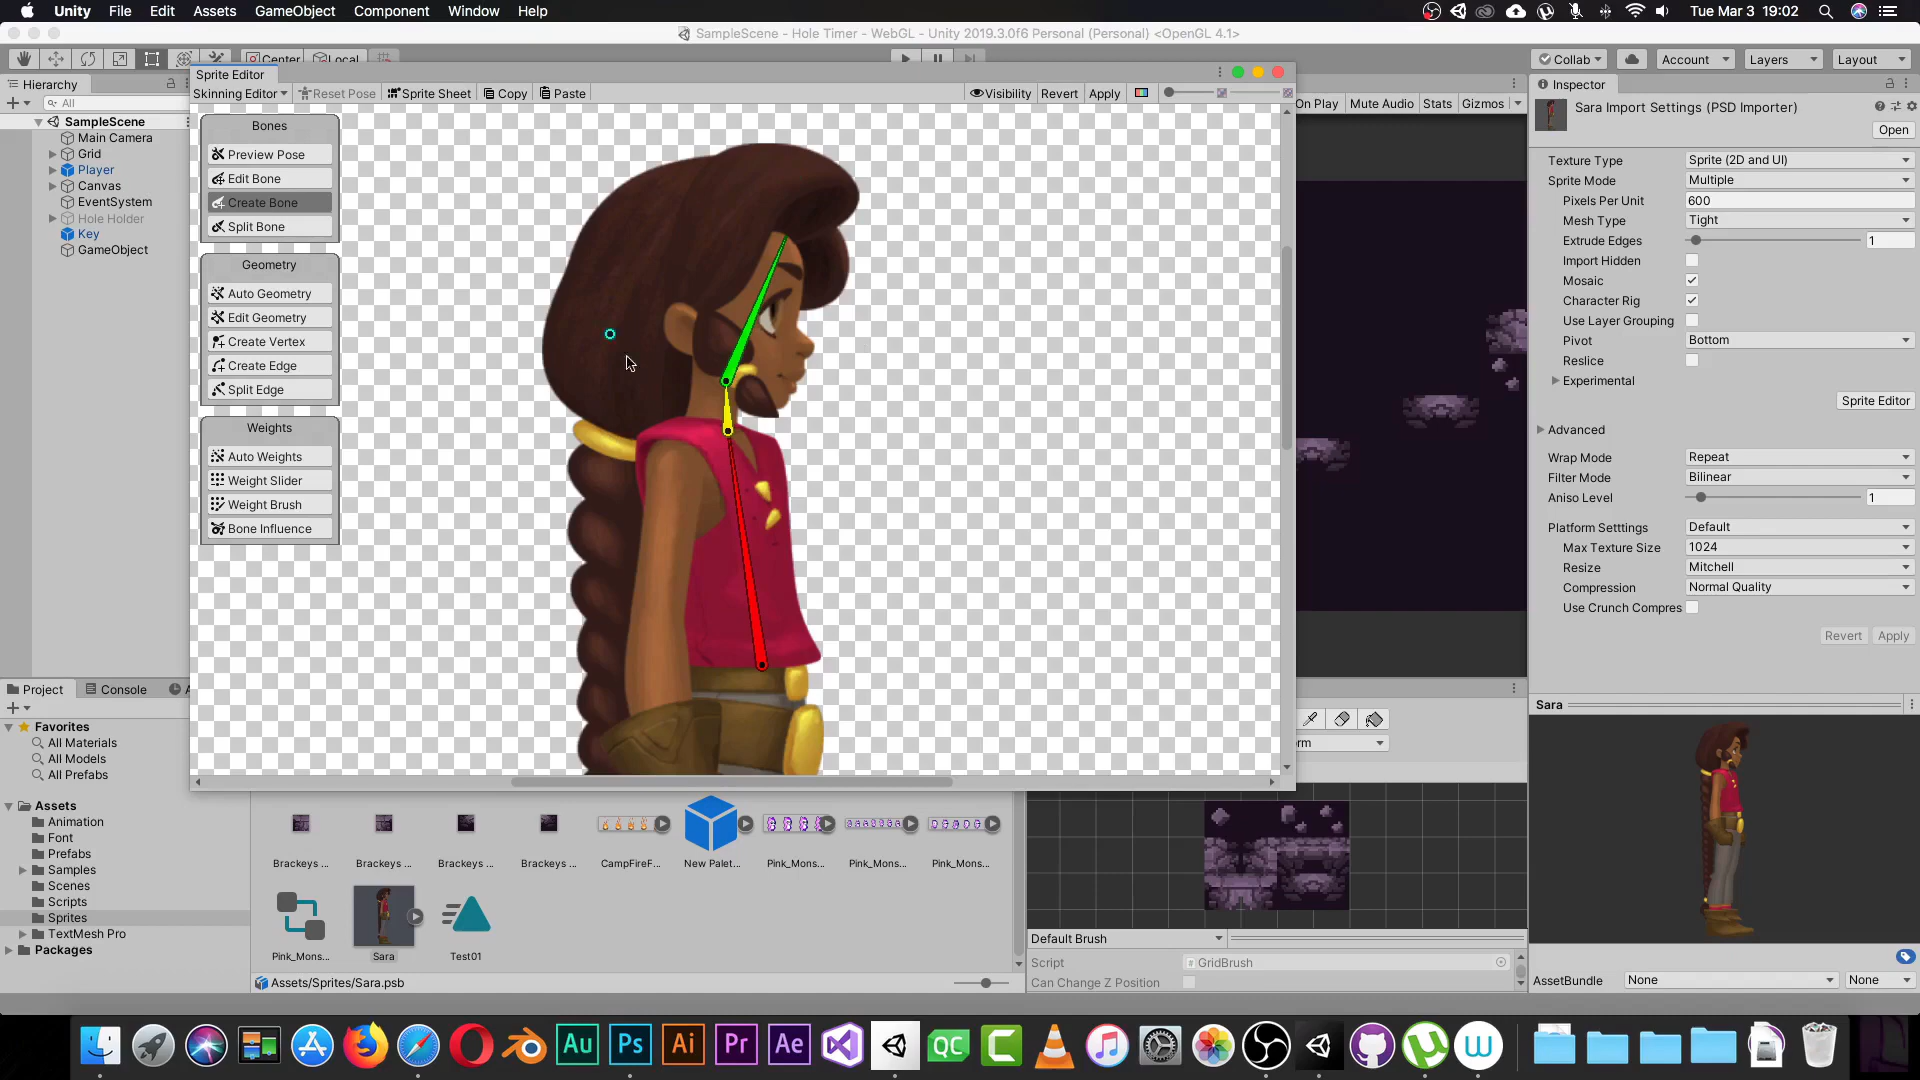 Unity File Edit Assets GameObject Component Window Help Tue Mar 3 19:02
SampleScene - Hole Timer - WebGL - Unity 2019.3.0f6 Personal (Personal) <OpenGL 4.1>
Center Local Collab Account Layers Layout
Hierarchy
All
SampleScene
Main Camera
Grid
Player
Canvas
EventSystem
Hole Holder
Key
GameObject
Sprite Editor
Skinning Editor Reset Pose Sprite Sheet Copy Paste Visibility Revert Apply
Bones
Preview Pose
Edit Bone
Create Bone
Split Bone
Geometry
Auto Geometry
Edit Geometry
Create Vertex
Create Edge
Split Edge
Weights
Auto Weights
Weight Slider
Weight Brush
Bone Influence
On Play Mute Audio Stats Gizmos
Inspector
Sara Import Settings (PSD Importer)
Open
Texture Type Sprite (2D and UI)
Sprite Mode Multiple
Pixels Per Unit 600
Mesh Type Tight
Extrude Edges 1
Import Hidden
Mosaic
Character Rig
Use Layer Grouping
Pivot Bottom
Reslice
Experimental
Sprite Editor
Advanced
Wrap Mode Repeat
Filter Mode Bilinear
Aniso Level 1
Platform Setttings Default
Max Texture Size 1024
Resize Mitchell
Compression Normal Quality
Use Crunch Compres
Revert Apply
Sara
AssetBundle None None
Project Console A
Favorites
All Materials
All Models
All Prefabs
Assets
Animation
Font
Prefabs
Samples
Scenes
Scripts
Sprites
TextMesh Pro
Packages
Brackeys ... Brackeys ... Brackeys ... Brackeys ... CampFireF... New Palet... Pink_Mons... Pink_Mons... Pink_Mons...
Pink_Mons... Sara Test01
Assets/Sprites/Sara.psb
rm
Default Brush
Script GridBrush
Can Change Z Position
Au Ps Ai Pr Ae QC C W